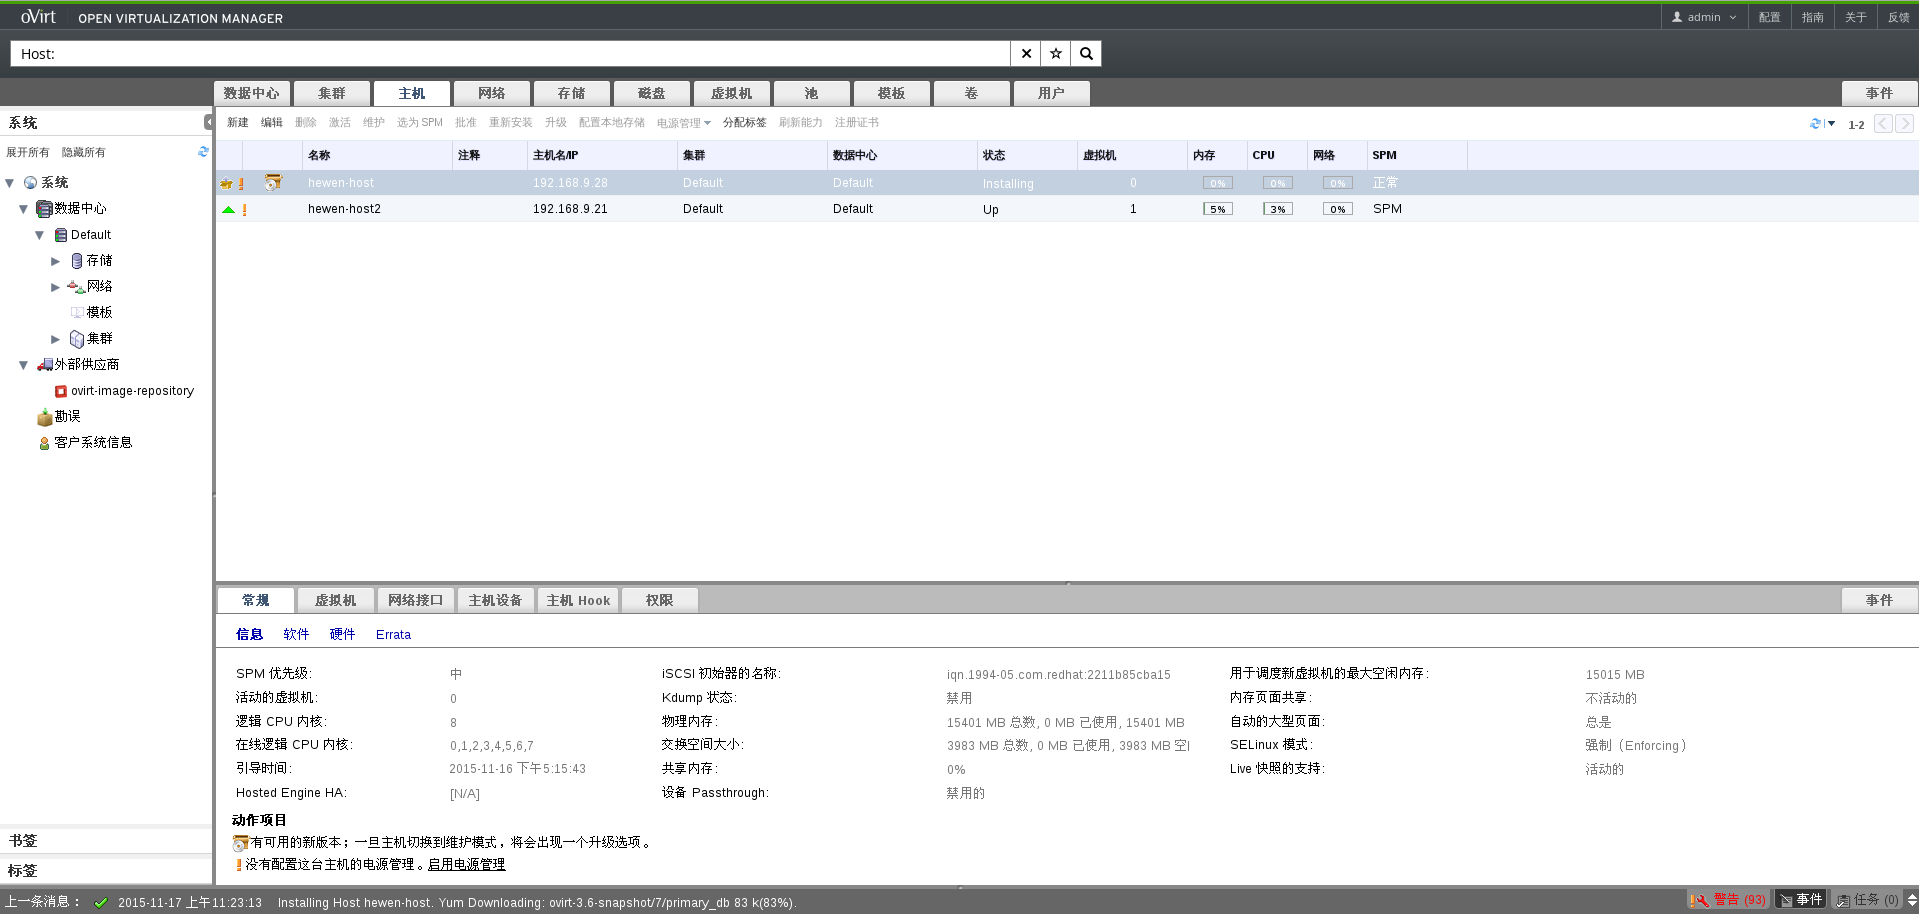 oVirt OPEN VIRTUALIZATION MANAGER admin 配置 指南 关于 反馈
Host:
数据中心 集群 主机 网络 存储 磁盘 虚拟机 池 模板 卷 用户 事件
系统
新建 编辑 删除 激活 维护 选为 SPM 批准 重新安装 升级 配置本地存储 电源管理 分配标签 刷新能力 注册证书 1-2
展开所有 隐藏所有
名称 注释 主机名/IP 集群 数据中心 状态 虚拟机 内存 CPU 网络 SPM
hewen-host 192.168.9.28 Default Default Installing 0 0% 0% 0% 正常
hewen-host2 192.168.9.21 Default Default Up 1 5% 3% 0% SPM
系统
数据中心
Default
存储
网络
模板
集群
外部供应商
ovirt-image-repository
勘误
客户系统信息
书签
标签
常规 虚拟机 网络接口 主机设备 主机 Hook 权限 事件
信息 软件 硬件 Errata
SPM 优先级: 中 iSCSI 初始器的名称: iqn.1994-05.com.redhat:2211b85cba15 用于调度新虚拟机的最大空闲内存: 15015 MB
活动的虚拟机: 0 Kdump 状态: 禁用 内存页面共享: 不活动的
逻辑 CPU 内核: 8 物理内存: 15401 MB 总数, 0 MB 已使用, 15401 MB 自动的大型页面: 总是
在线逻辑 CPU 内核: 0,1,2,3,4,5,6,7 交换空间大小: 3983 MB 总数, 0 MB 已使用, 3983 MB 空 SELinux 模式: 强制（Enforcing）
引导时间: 2015-11-16 下午5:15:43 共享内存: 0% Live 快照的支持: 活动的
Hosted Engine HA: [N/A] 设备 Passthrough: 禁用的
动作项目
有可用的新版本；一旦主机切换到维护模式，将会出现一个升级选项。
没有配置这台主机的电源管理。启用电源管理
上一条消息： 2015-11-17 上午11:23:13 Installing Host hewen-host. Yum Downloading: ovirt-3.6-snapshot/7/primary_db 83 k(83%). 警告 (93) 事件 任务 (0)